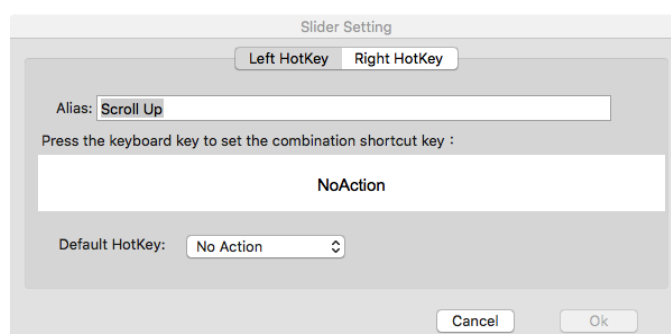 Slider Setting
Left HotKey Right HotKey
Alias: Scroll Up
Press the keyboard key to set the combination shortcut key：
NoAction
Default HotKey: No Action
Cancel Ok